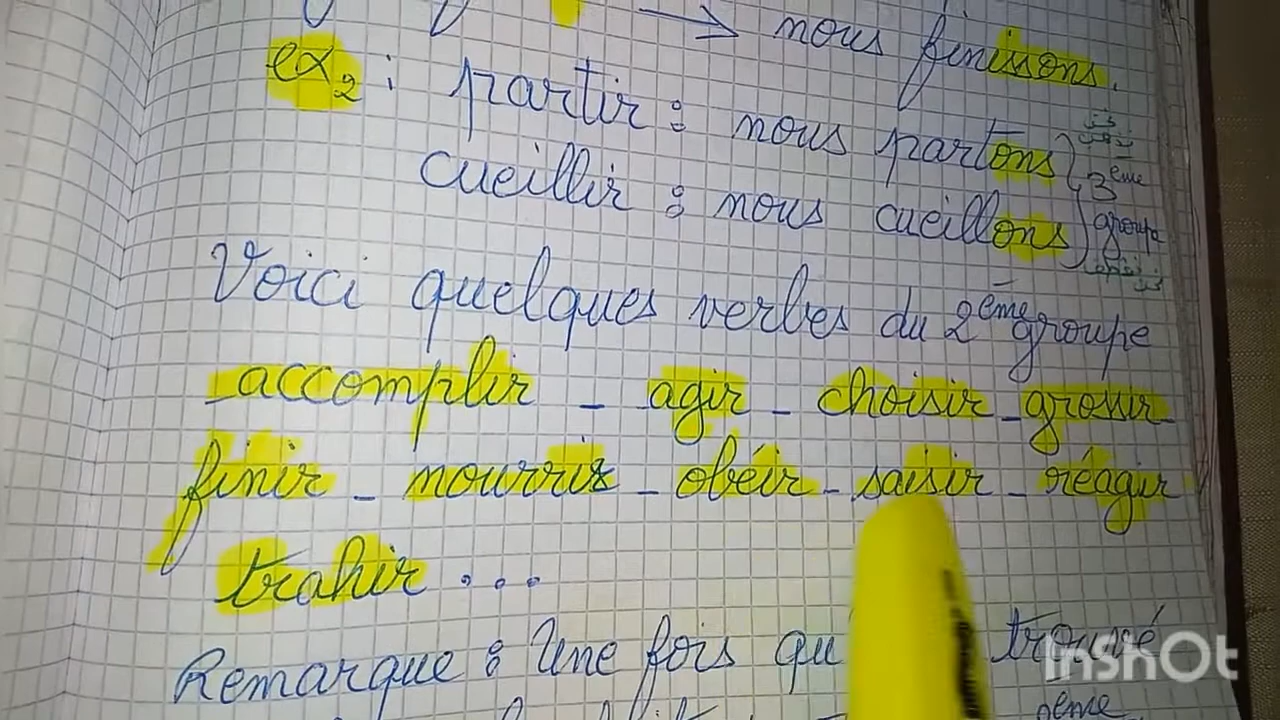 → nous finissons.
ex2 : partir : nous partons
cueillir : nous cueillons
3ème
groupe
Voici quelques verbes du 2ème groupe
- accomplir - agir - choisir - grossir -
finir - nourrir - obéir - saisir - réagir
trahir ...
Remarque : Une fois qu trouvé
ème
InshOt